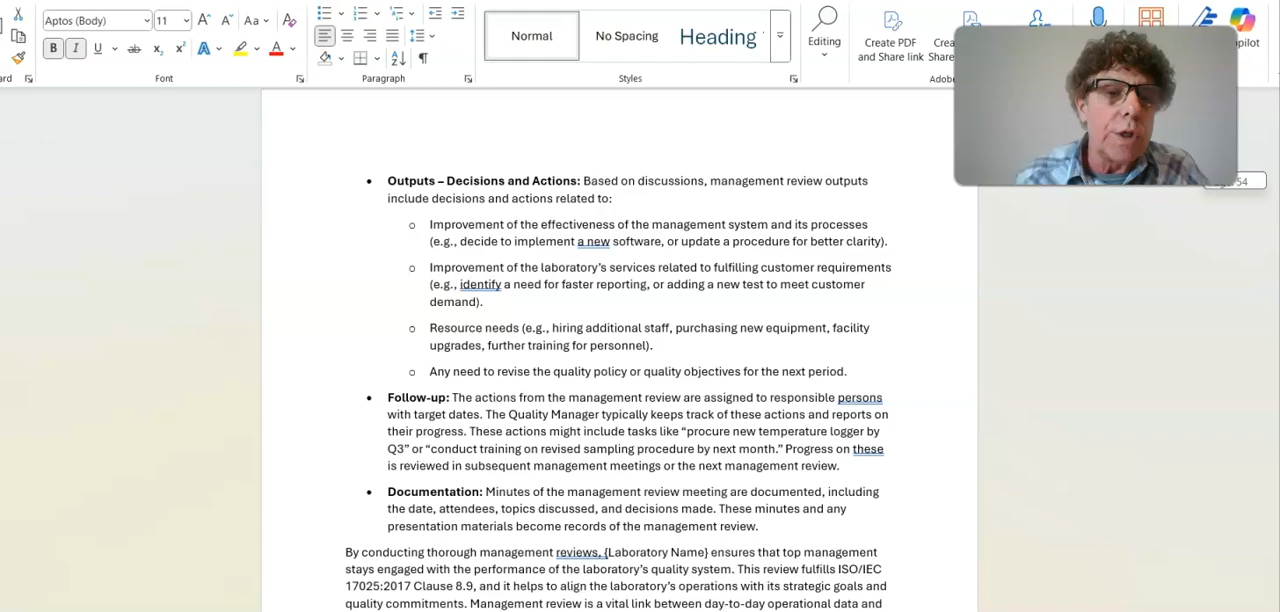 Aptos (Body) 11 A A Aa A
B I U ab x₂ x² A A
ard Font Paragraph Styles
Normal No Spacing Heading
Editing
Create PDF
and Share link
Crea
Share
Adobe
pilot
54
• Outputs – Decisions and Actions: Based on discussions, management review outputs
include decisions and actions related to:
o Improvement of the effectiveness of the management system and its processes
(e.g., decide to implement a new software, or update a procedure for better clarity).
o Improvement of the laboratory’s services related to fulfilling customer requirements
(e.g., identify a need for faster reporting, or adding a new test to meet customer
demand).
o Resource needs (e.g., hiring additional staff, purchasing new equipment, facility
upgrades, further training for personnel).
o Any need to revise the quality policy or quality objectives for the next period.
• Follow-up: The actions from the management review are assigned to responsible persons
with target dates. The Quality Manager typically keeps track of these actions and reports on
their progress. These actions might include tasks like “procure new temperature logger by
Q3” or “conduct training on revised sampling procedure by next month.” Progress on these
is reviewed in subsequent management meetings or the next management review.
• Documentation: Minutes of the management review meeting are documented, including
the date, attendees, topics discussed, and decisions made. These minutes and any
presentation materials become records of the management review.
By conducting thorough management reviews, {Laboratory Name} ensures that top management
stays engaged with the performance of the laboratory’s quality system. This review fulfills ISO/IEC
17025:2017 Clause 8.9, and it helps to align the laboratory’s operations with its strategic goals and
quality commitments. Management review is a vital link between day-to-day operational data and